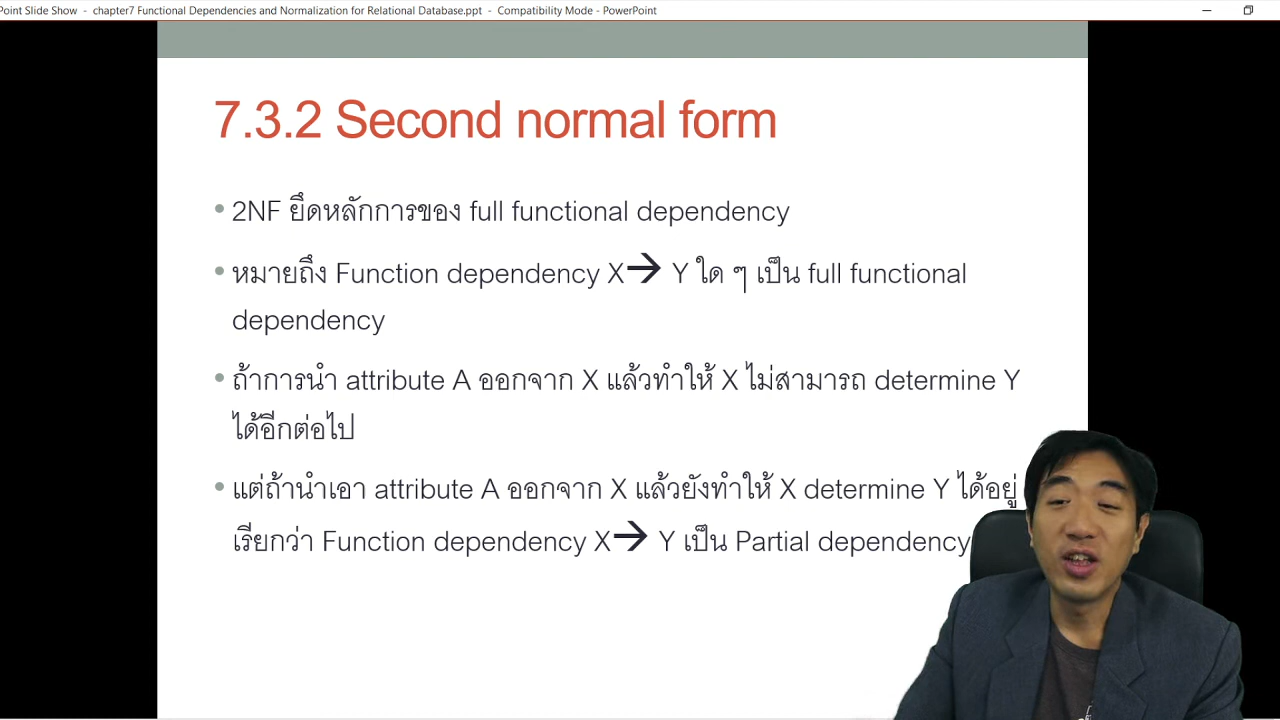 Point Slide Show - chapter7 Functional Dependencies and Normalization for Relational Database.ppt - Compatibility Mode - PowerPoint
7.3.2 Second normal form
• 2NF ยึดหลักการของ full functional dependency
• หมายถึง Function dependency X→ Y ใด ๆ เป็น full functional
dependency
• ถ้าการนำ attribute A ออกจาก X แล้วทำให้ X ไม่สามารถ determine Y
ได้อีกต่อไป
• แต่ถ้านำเอา attribute A ออกจาก X แล้วยังทำให้ X determine Y ได้อยู่
เรียกว่า Function dependency X→ Y เป็น Partial dependency